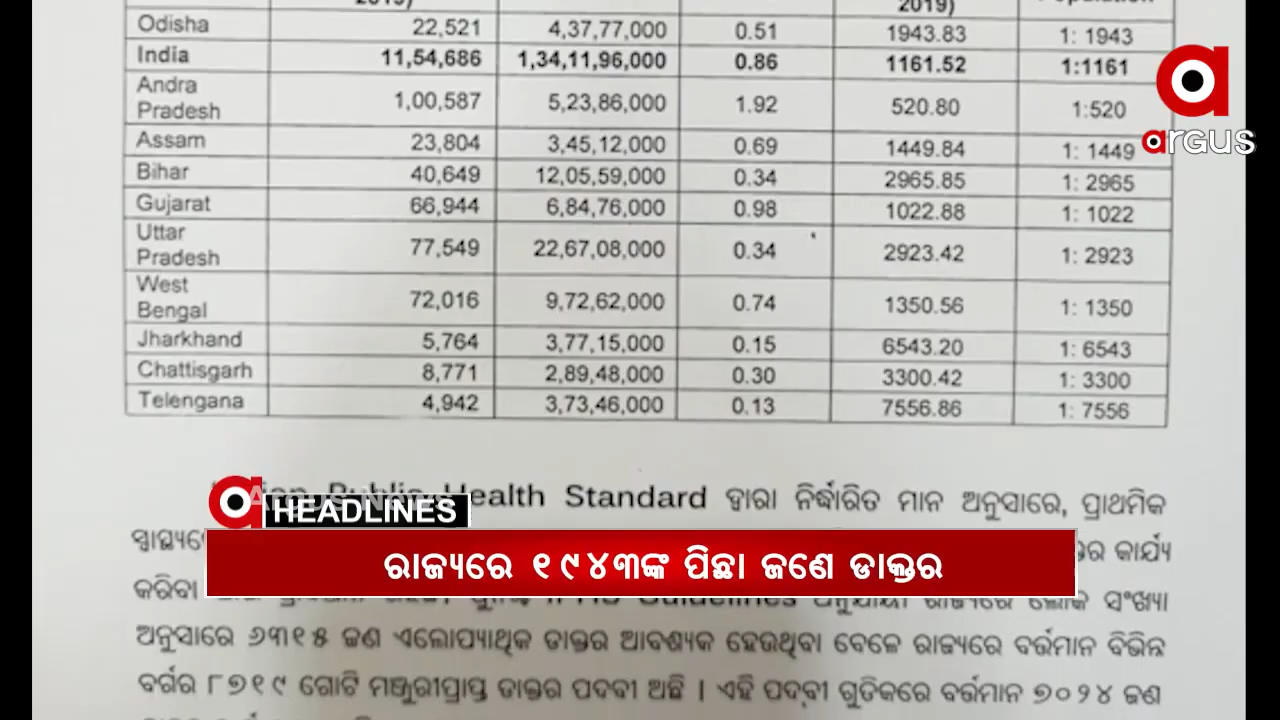 2019) 2019)
Odisha 22,521 4,37,77,000 0.51 1943.83 1: 1943
India 11,54,686 1,34,11,96,000 0.86 1161.52 1:1161
Andra
Pradesh 1,00,587 5,23,86,000 1.92 520.80 1:520
Assam 23,804 3,45,12,000 0.69 1449.84 1: 1449
Bihar 40,649 12,05,59,000 0.34 2965.85 1: 2965
Gujarat 66,944 6,84,76,000 0.98 1022.88 1: 1022
Uttar
Pradesh 77,549 22,67,08,000 0.34 2923.42 1: 2923
West
Bengal 72,016 9,72,62,000 0.74 1350.56 1: 1350
Jharkhand 5,764 3,77,15,000 0.15 6543.20 1: 6543
Chattisgarh 8,771 2,89,48,000 0.30 3300.42 1: 3300
Telengana 4,942 3,73,46,000 0.13 7556.86 1: 7556
argus
Health Standard ଦ୍ୱାରା ନିର୍ଦ୍ଧାରିତ ମାନ ଅନୁସାରେ, ପ୍ରାଥମିକ
HEADLINES
ରାଜ୍ୟରେ ୧୯୪୩ଙ୍କ ପିଛା ଜଣେ ଡାକ୍ତର
କାର୍ଯ୍ୟ
କରିବା ରାଜ୍ୟରେ ଲୋକ ସଂଖ୍ୟା
ଅନୁସାରେ ୬୩୧୫ ଜଣ ଏଲୋପ୍ୟାଥିକ ଡାକ୍ତର ଆବଶ୍ୟକ ହେଉଥିବା ବେଳେ ରାଜ୍ୟରେ ବର୍ତ୍ତମାନ ବିଭିନ୍ନ
ବର୍ଗର ୮୭୧୯ ଗୋଟି ମଞ୍ଜୁରୀପ୍ରାପ୍ତ ଡାକ୍ତର ପଦବୀ ଅଛି । ଏହି ପଦବୀ ଗୁଡିକରେ ବର୍ତ୍ତମାନ ୭୦୨୪ ଜଣ